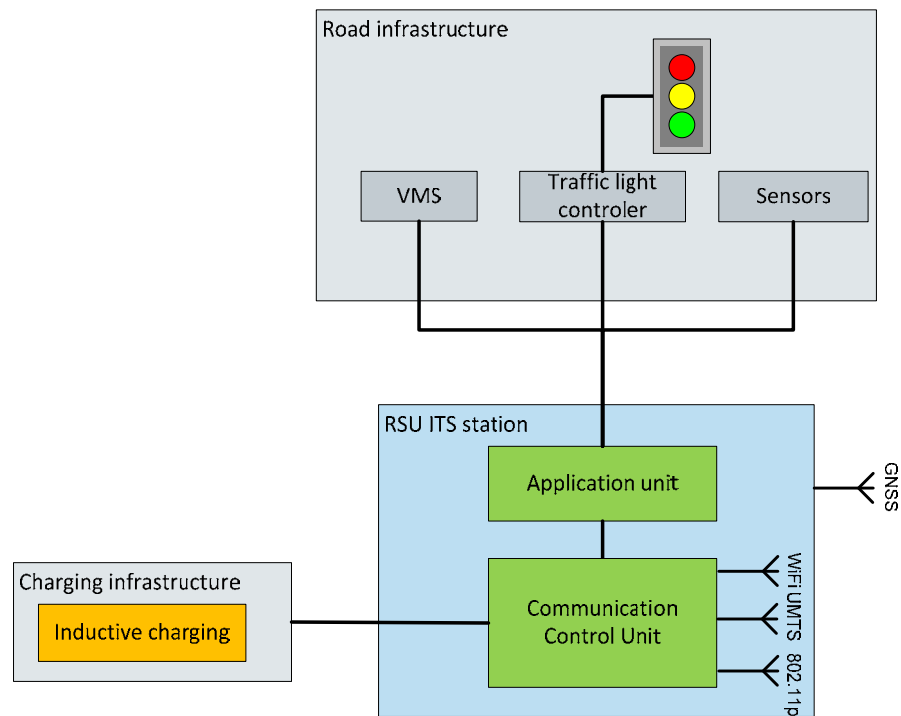 Road infrastructure
VMS
Traffic light
controler
Sensors
RSU ITS station
Application unit
GNSS
Charging infrastructure
Inductive charging
Communication
Control Unit
WiFi
UMTS
802.11p